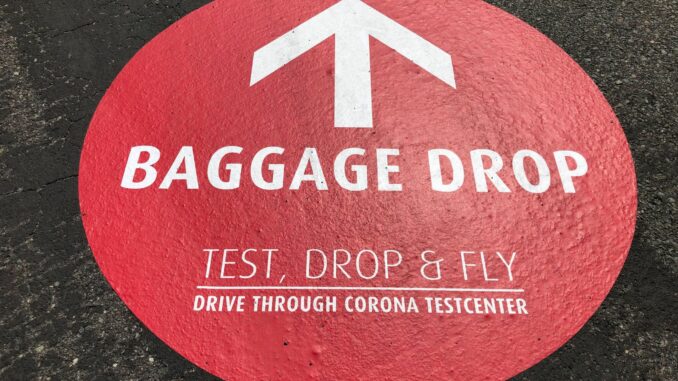 BAGGAGE DROP
TEST, DROP & FLY
DRIVE THROUGH CORONA TESTCENTER